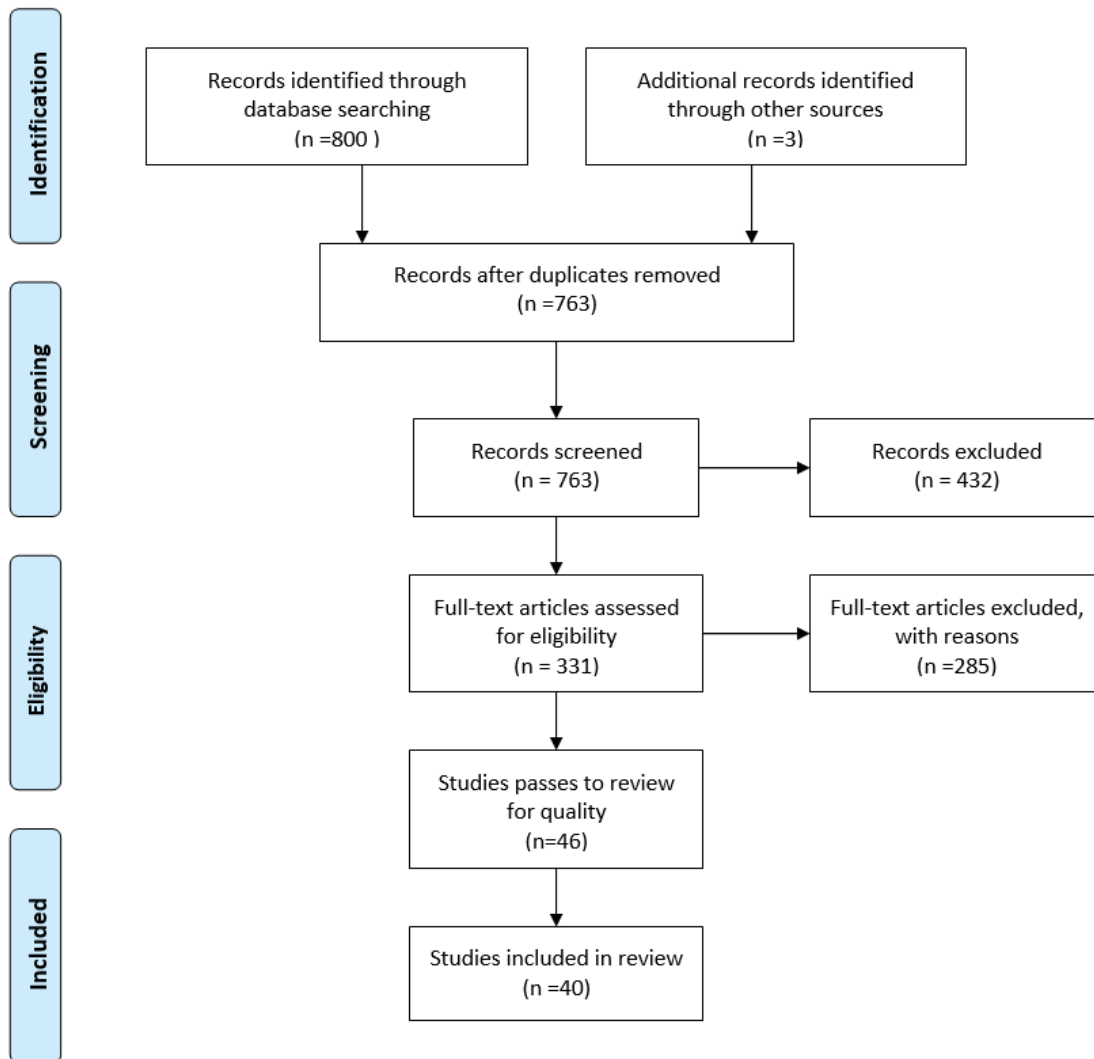 Identification
Records identified through
database searching
(n =800 )
Additional records identified
through other sources
(n =3)
Records after duplicates removed
(n =763)
Screening
Records screened
(n = 763)
Records excluded
(n = 432)
Eligibility
Full-text articles assessed
for eligibility
(n = 331)
Full-text articles excluded,
with reasons
(n =285)
Studies passes to review
for quality
(n=46)
Included
Studies included in review
(n =40)